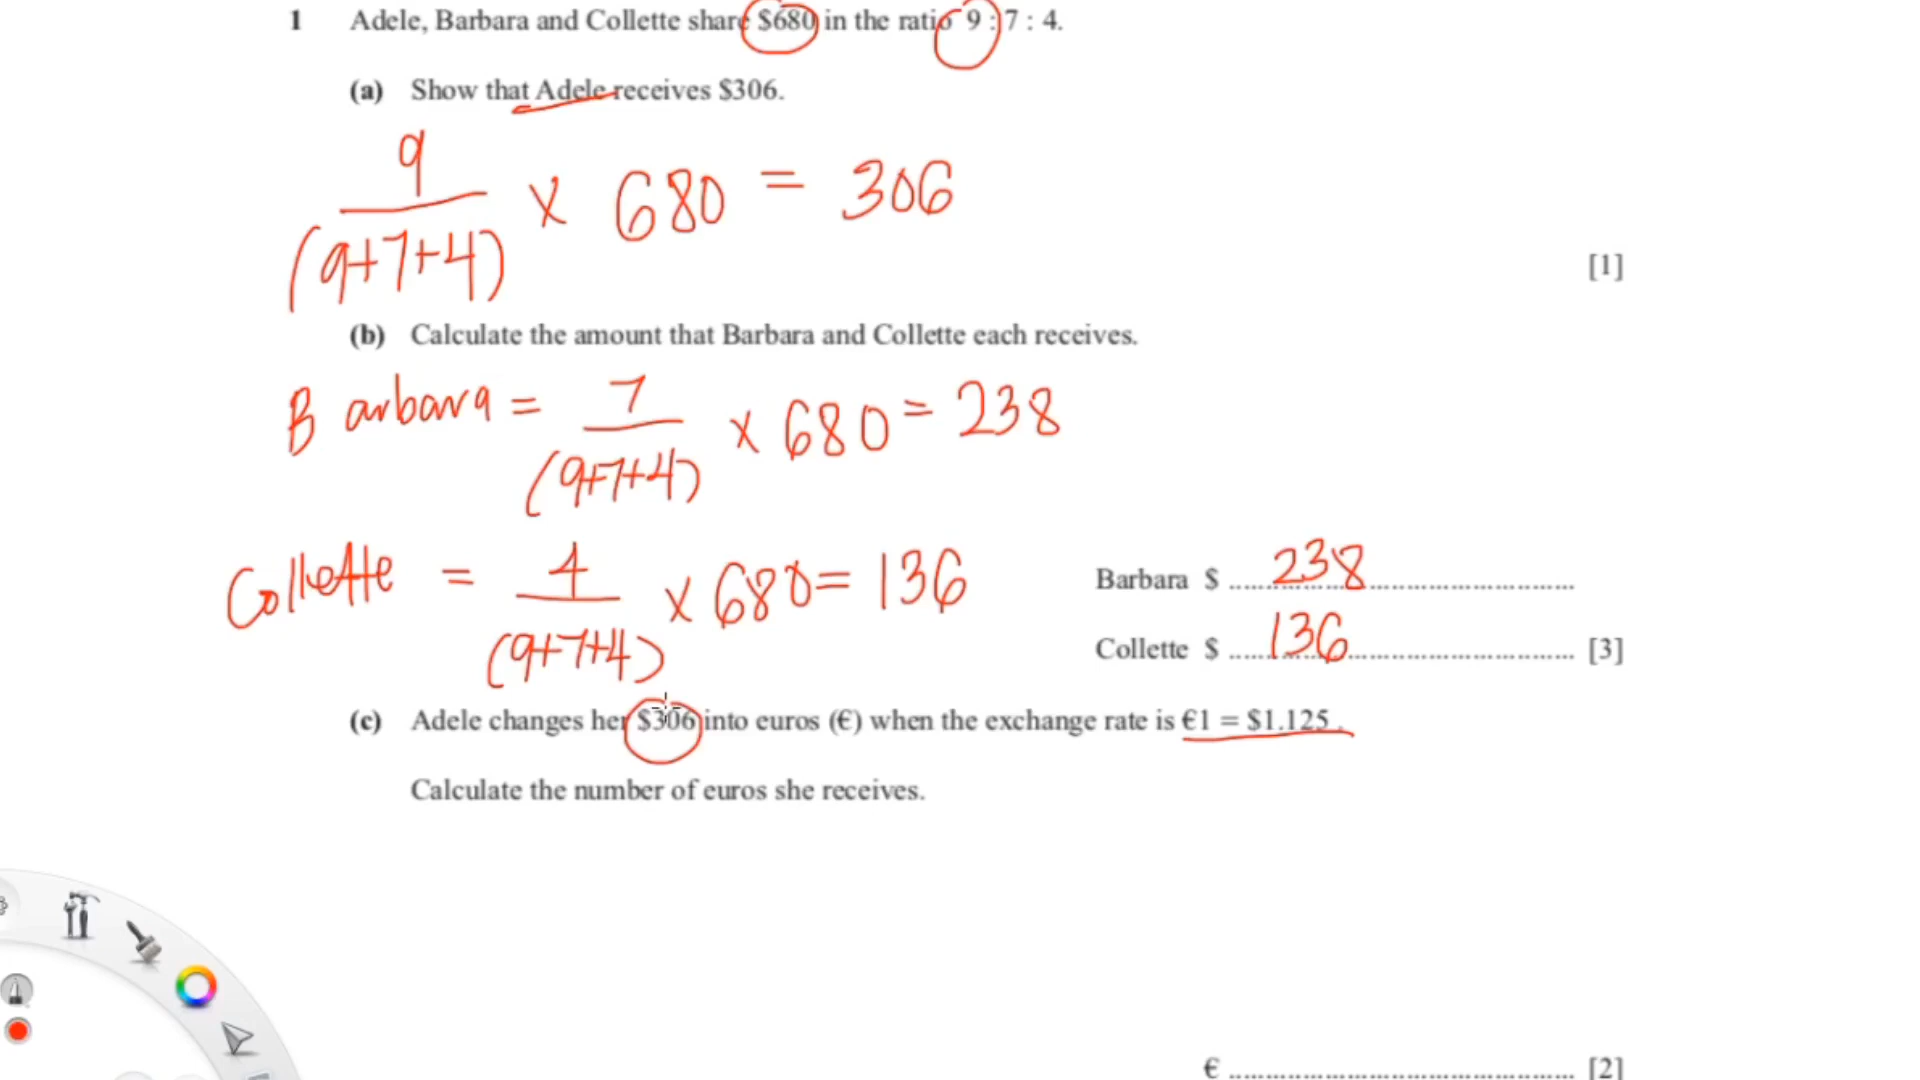 1 Adele, Barbara and Collette share $680 in the ratio 9 : 7 : 4.
(a) Show that Adele receives $306.
9
(9+7+4) × 680 = 306
[1]
(b) Calculate the amount that Barbara and Collette each receives.
Barbara = 7
(9+7+4) × 680 = 238
Collette = 4
(9+7+4) × 680 = 136
Barbara $ ... 238 ...
Collette $ ... 136 ... [3]
(c) Adele changes her $306 into euros (€) when the exchange rate is €1 = $1.125 .
Calculate the number of euros she receives.
€ ... [2]